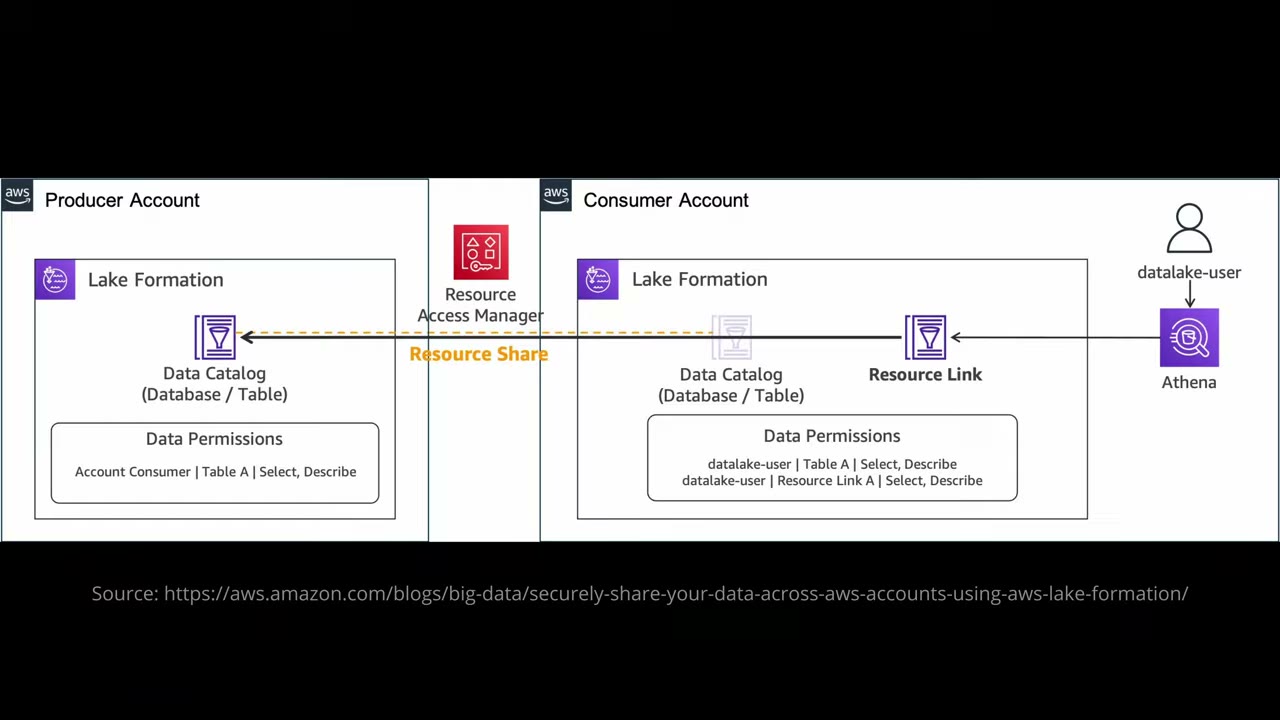 aws
Producer Account
Lake Formation
Data Catalog
(Database / Table)
Data Permissions
Account Consumer | Table A | Select, Describe
Resource
Access Manager
Resource Share
aws
Consumer Account
Lake Formation
Data Catalog
(Database / Table)
Resource Link
Data Permissions
datalake-user | Table A | Select, Describe
datalake-user | Resource Link A | Select, Describe
datalake-user
Athena
Source: https://aws.amazon.com/blogs/big-data/securely-share-your-data-across-aws-accounts-using-aws-lake-formation/